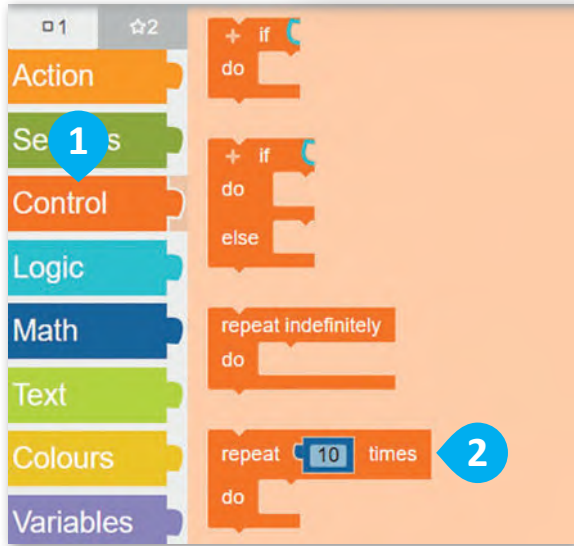 1 2
Action
1
Control
Logic
Math
Text
Colours
Variables
+ if
do
+ if
do
else
repeat indefinitely
do
repeat 10 times
2
do